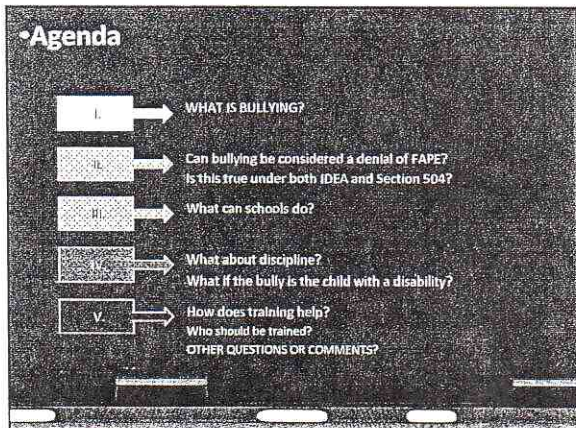 •Agenda
I. WHAT IS BULLYING?
II. Can bullying be considered a denial of FAPE?
Is this true under both IDEA and Section 504?
III. What can schools do?
IV. What about discipline?
What if the bully is the child with a disability?
V. How does training help?
Who should be trained?
OTHER QUESTIONS OR COMMENTS?